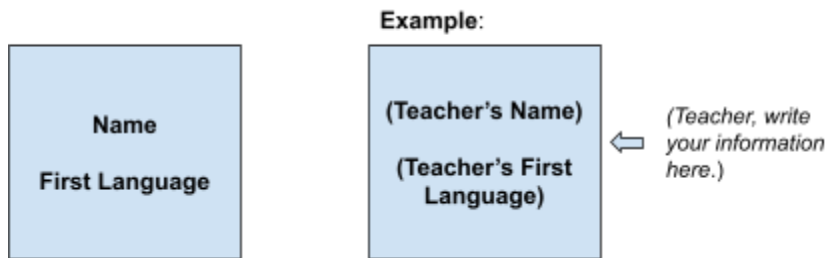 Example:
Name
First Language
(Teacher's Name)
(Teacher's First
Language)
(Teacher, write
your information
here.)